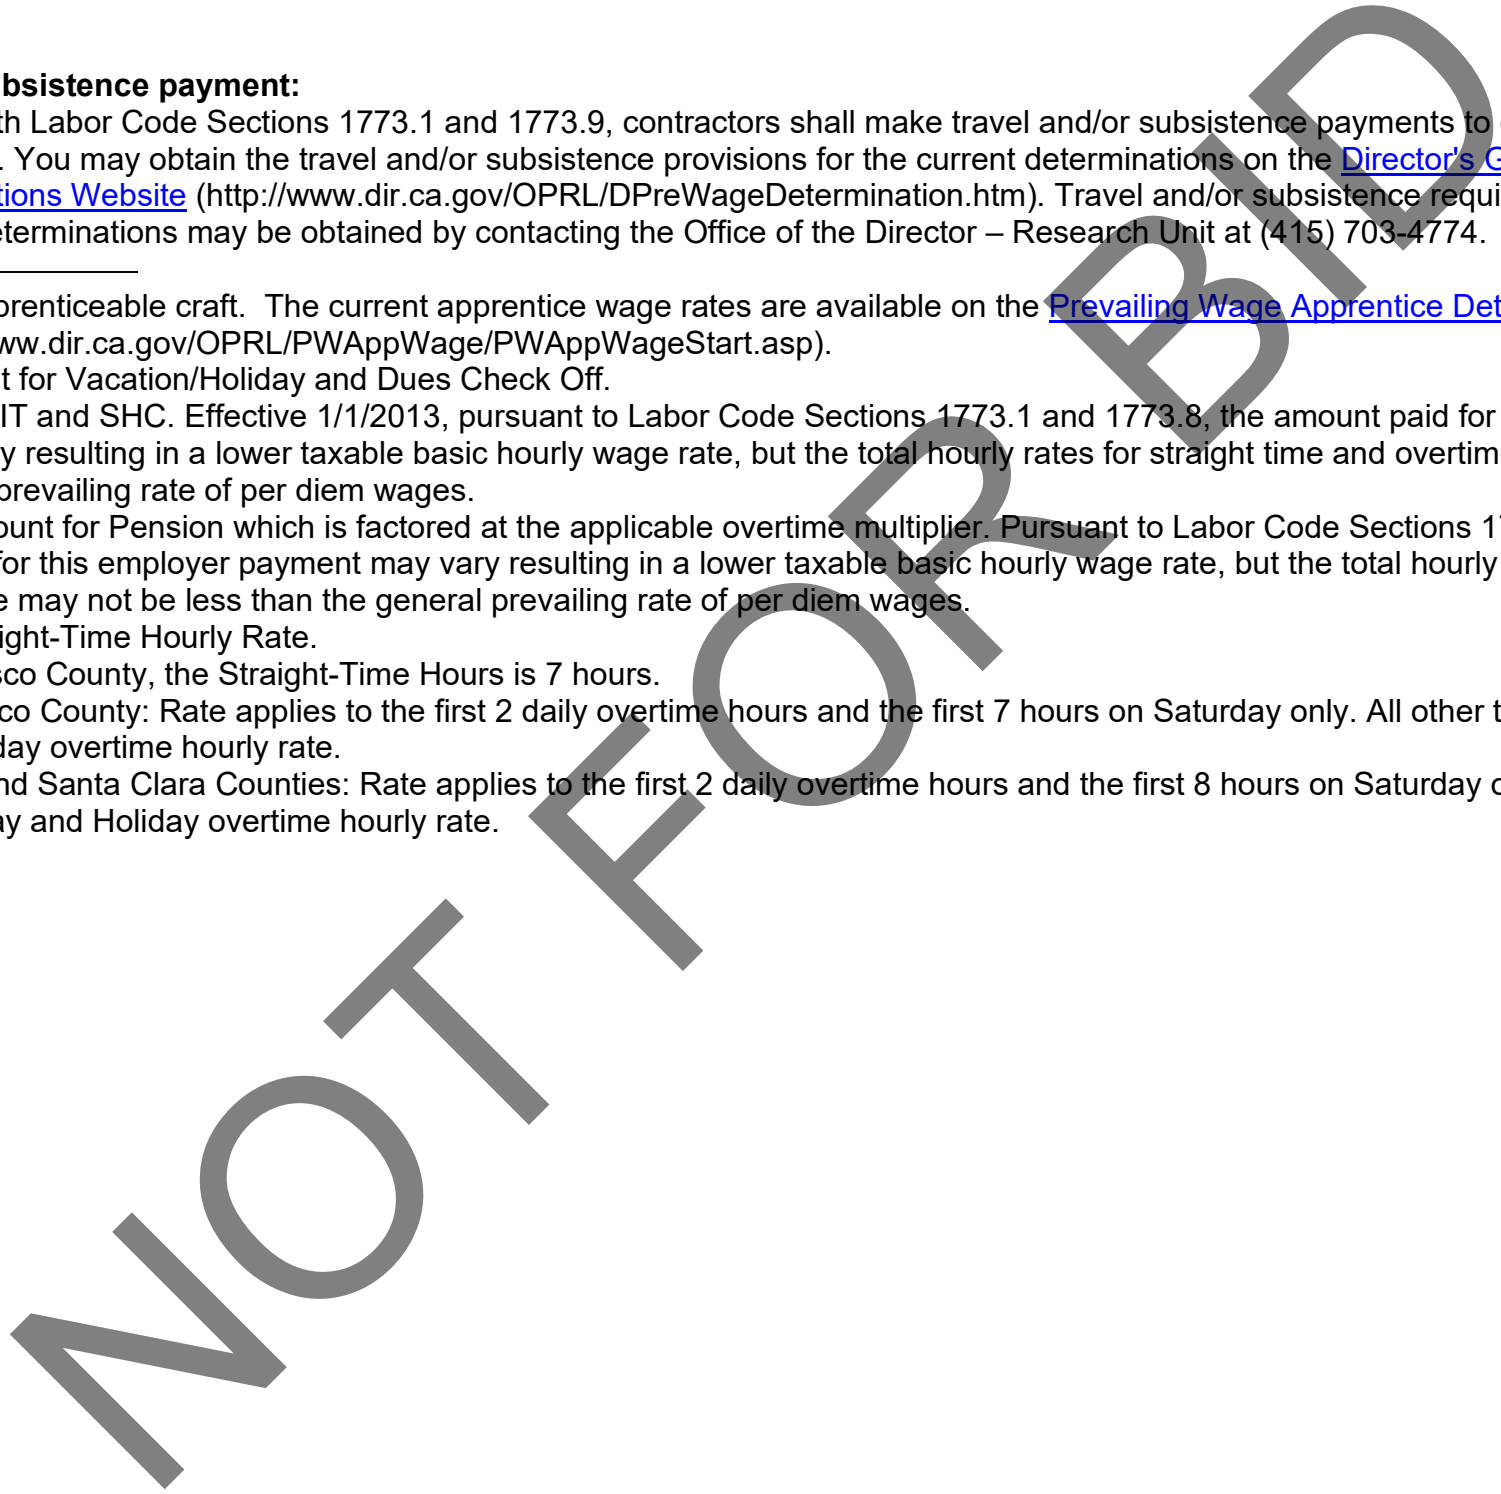 bsistence payment:
th Labor Code Sections 1773.1 and 1773.9, contractors shall make travel and/or subsistence payments to
. You may obtain the travel and/or subsistence provisions for the current determinations on the Director's G
tions Website (http://www.dir.ca.gov/OPRL/DPreWageDetermination.htm). Travel and/or subsistence requi
eterminations may be obtained by contacting the Office of the Director – Research Unit at (415) 703-4774.
prenticeable craft.  The current apprentice wage rates are available on the Prevailing Wage Apprentice Det
ww.dir.ca.gov/OPRL/PWAppWage/PWAppWageStart.asp).
t for Vacation/Holiday and Dues Check Off.
IT and SHC. Effective 1/1/2013, pursuant to Labor Code Sections 1773.1 and 1773.8, the amount paid for
y resulting in a lower taxable basic hourly wage rate, but the total hourly rates for straight time and overtim
prevailing rate of per diem wages.
ount for Pension which is factored at the applicable overtime multiplier. Pursuant to Labor Code Sections 17
for this employer payment may vary resulting in a lower taxable basic hourly wage rate, but the total hourly
e may not be less than the general prevailing rate of per diem wages.
ight-Time Hourly Rate.
sco County, the Straight-Time Hours is 7 hours.
co County: Rate applies to the first 2 daily overtime hours and the first 7 hours on Saturday only. All other t
day overtime hourly rate.
nd Santa Clara Counties: Rate applies to the first 2 daily overtime hours and the first 8 hours on Saturday o
ay and Holiday overtime hourly rate.
NOT FOR BID